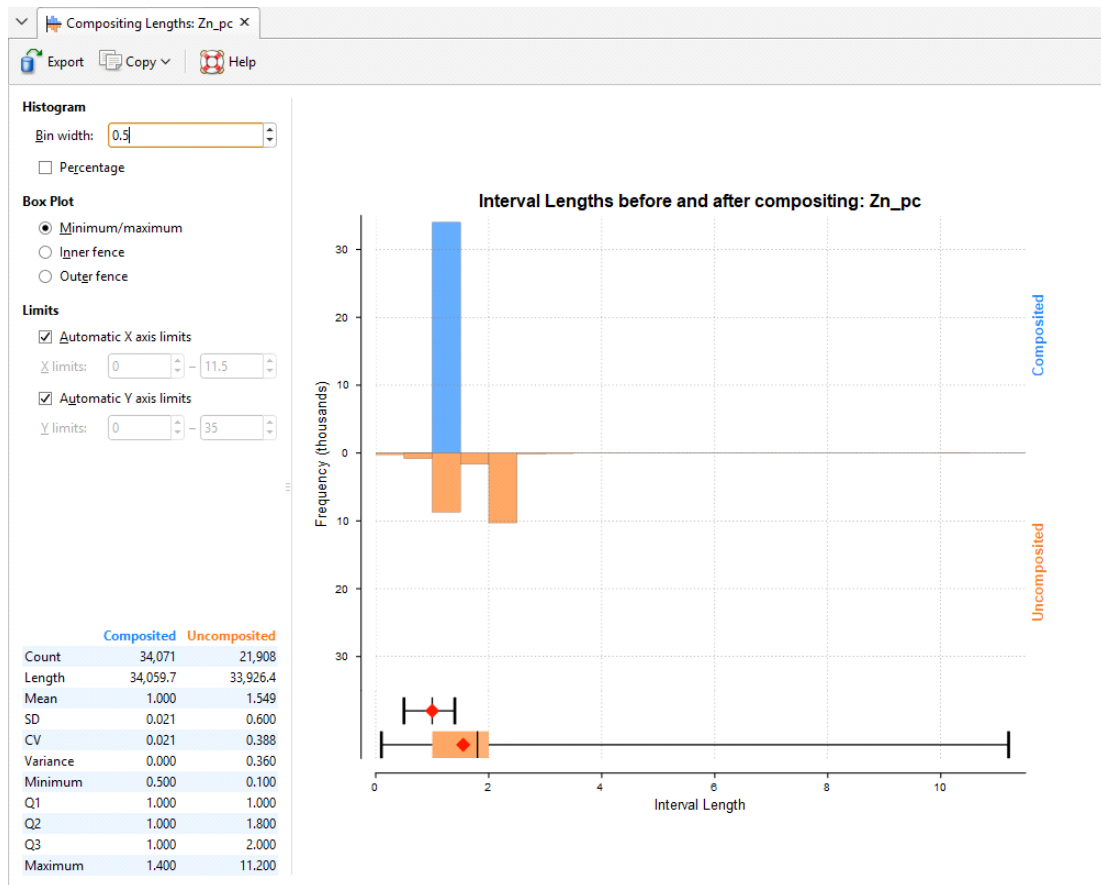 Compositing Lengths: Zn_pc ×
Export Copy Help
Histogram
Bin width: 0.5
Percentage
Box Plot
Minimum/maximum
Inner fence
Outer fence
Limits
Automatic X axis limits
X limits: 0 – 11.5
Automatic Y axis limits
Y limits: 0 – 35
Composited Uncomposited
Count 34,071 21,908
Length 34,059.7 33,926.4
Mean 1.000 1.549
SD 0.021 0.600
CV 0.021 0.388
Variance 0.000 0.360
Minimum 0.500 0.100
Q1 1.000 1.000
Q2 1.000 1.800
Q3 1.000 2.000
Maximum 1.400 11.200
Interval Lengths before and after compositing: Zn_pc
30
20
10
0
10
20
30
Frequency (thousands)
Composited
Uncomposited
0 2 4 6 8 10
Interval Length